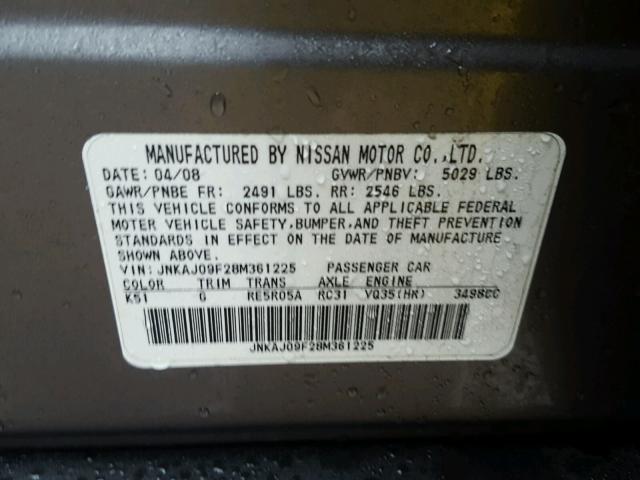 MANUFACTURED BY NISSAN MOTOR CO.,LTD.
DATE: 04/08 GVWR/PNBV: 5029 LBS.
GAWR/PNBE FR: 2491 LBS. RR: 2546 LBS.
THIS VEHICLE CONFORMS TO ALL APPLICABLE FEDERAL
MOTOR VEHICLE SAFETY,BUMPER,AND THEFT PREVENTION
STANDARDS IN EFFECT ON THE DATE OF MANUFACTURE
SHOWN ABOVE.
VIN:JNKAJ09F28M361225 PASSENGER CAR
COLOR TRIM TRANS AXLE ENGINE
K51 G RE5R05A RC31 VQ35(HR) 3498CC
JNKAJ09F28M361225